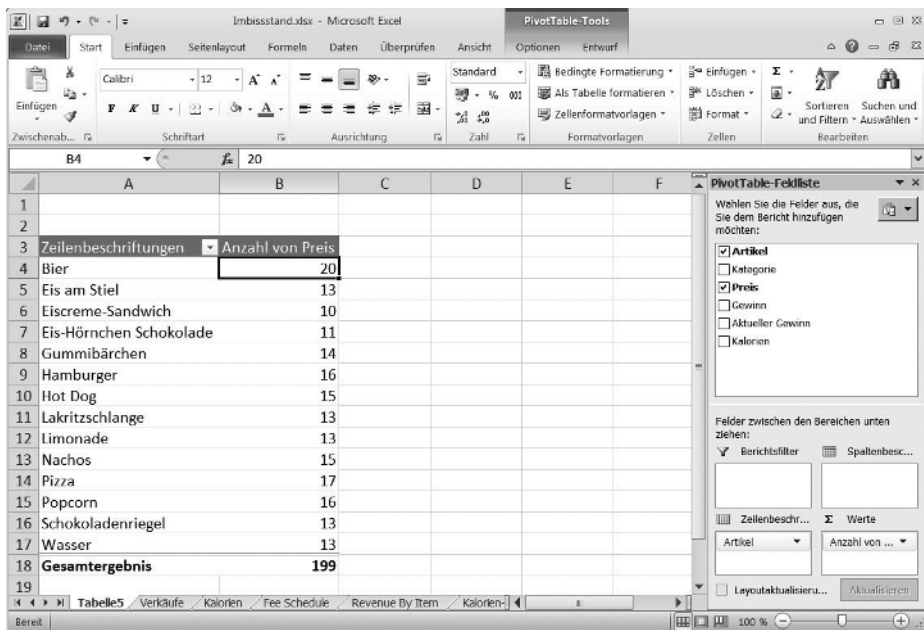 Imbissstand.xlsx - Microsoft Excel
PivotTable-Tools
Datei Start Einfügen Seitenlayout Formeln Daten Überprüfen Ansicht Optionen Entwurf
Einfügen
Calibri 12
F K U
Standard
% 000
Bedingte Formatierung
Als Tabelle formatieren
Zellenformatvorlagen
Einfügen
Löschen
Format
Sortieren und Filtern
Suchen und Auswählen
Zwischenab... Schriftart Ausrichtung Zahl Formatvorlagen Zellen Bearbeiten
B4 fx 20
A B C D E F
1
2
3 Zeilenbeschriftungen Anzahl von Preis
4 Bier 20
5 Eis am Stiel 13
6 Eiscreme-Sandwich 10
7 Eis-Hörnchen Schokolade 11
8 Gummibärchen 14
9 Hamburger 16
10 Hot Dog 15
11 Lakritzschlange 13
12 Limonade 13
13 Nachos 15
14 Pizza 17
15 Popcorn 16
16 Schokoladenriegel 13
17 Wasser 13
18 Gesamtergebnis 199
19
PivotTable-Feldliste
Wählen Sie die Felder aus, die
Sie dem Bericht hinzufügen
möchten:
Artikel
Kategorie
Preis
Gewinn
Aktueller Gewinn
Kalorien
Felder zwischen den Bereichen unten
ziehen:
Berichtsfilter Spaltenbesc...
Zeilenbeschr... Σ Werte
Artikel Anzahl von ...
Layoutaktualisieru... Aktualisieren
Tabelle5 Verkäufe Kalorien Fee Schedule Revenue By Item Kalorien-
Bereit 100 %